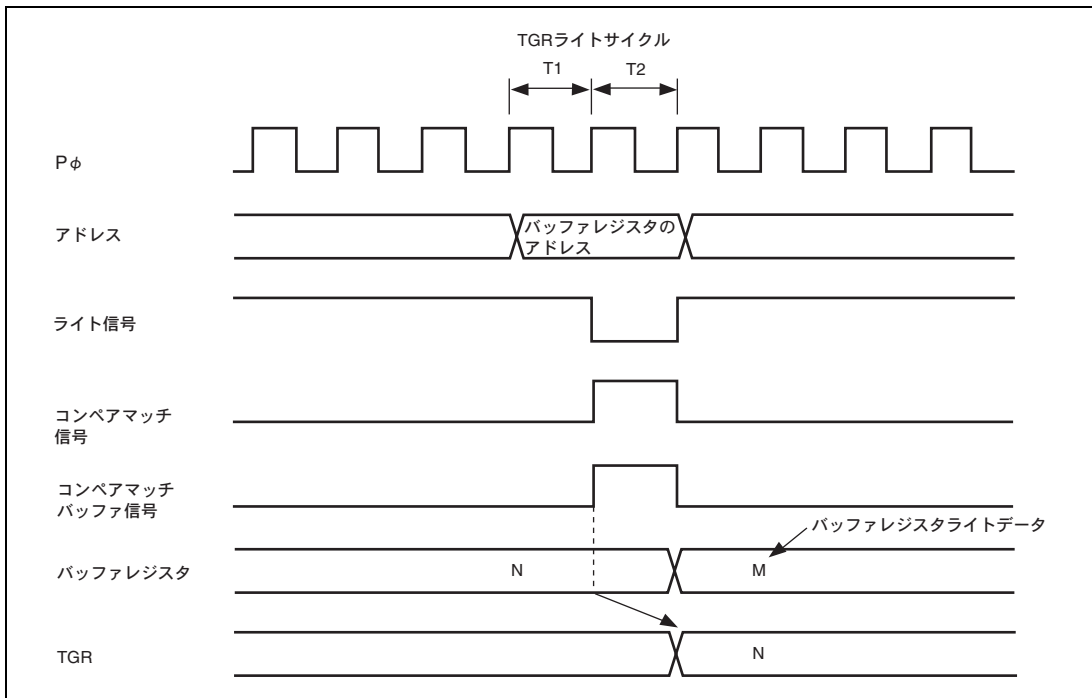 TGRライトサイクル
T1
T2
Pφ
アドレス
バッファレジスタの
アドレス
ライト信号
コンペアマッチ
信号
コンペアマッチ
バッファ信号
バッファレジスタライトデータ
バッファレジスタ
N
M
TGR
N